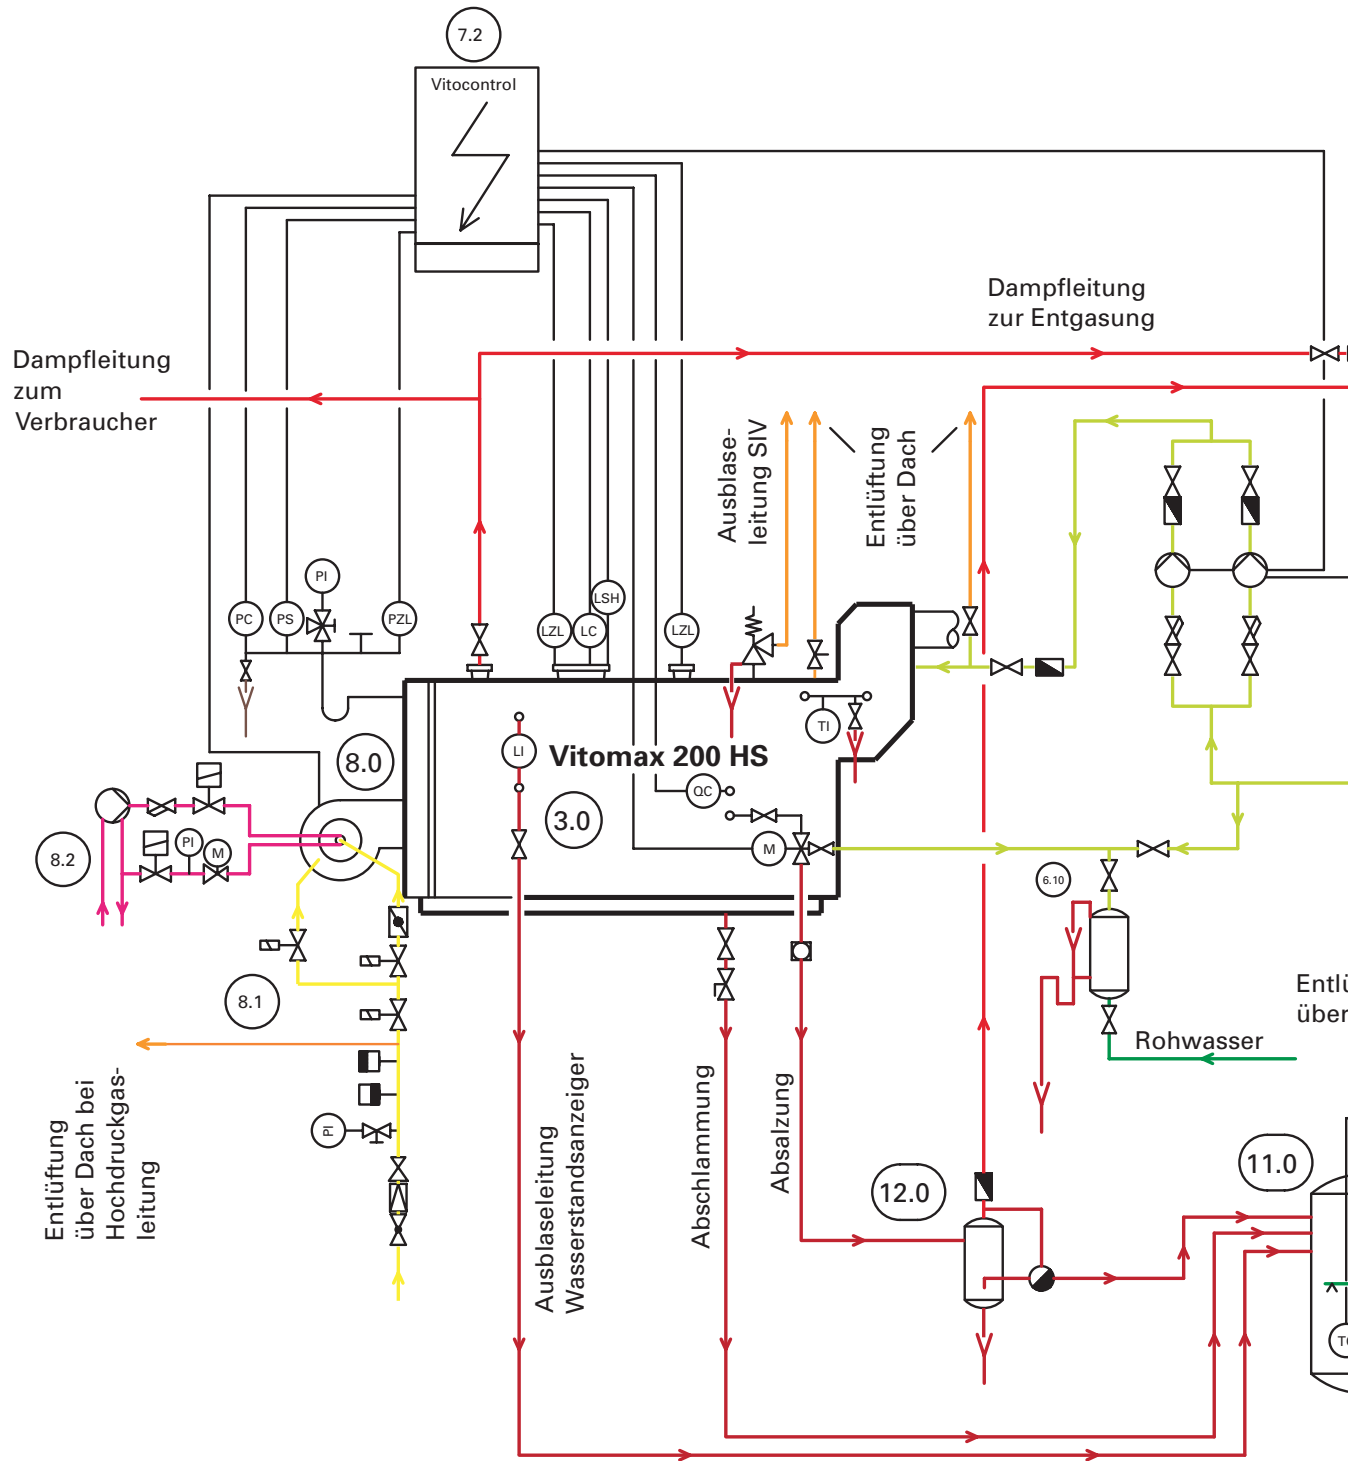 7.2
Vitocontrol
Dampfleitung
zur Entgasung
Dampfleitung
zum
Verbraucher
Ausblase-
leitung SIV
Entlüftung
über Dach
PI
PC
PS
PZL
LSH
LZL
LC
LZL
TI
LI
8.0
Vitomax 200 HS
QC
3.0
M
8.2
PI
M
6.10
8.1
Entlü
über
Rohwasser
PI
Entlüftung
über Dach bei
Hochdruckgas-
leitung
Ausblaseleitung
Wasserstandsanzeiger
Abschlammung
Absalzung
12.0
11.0